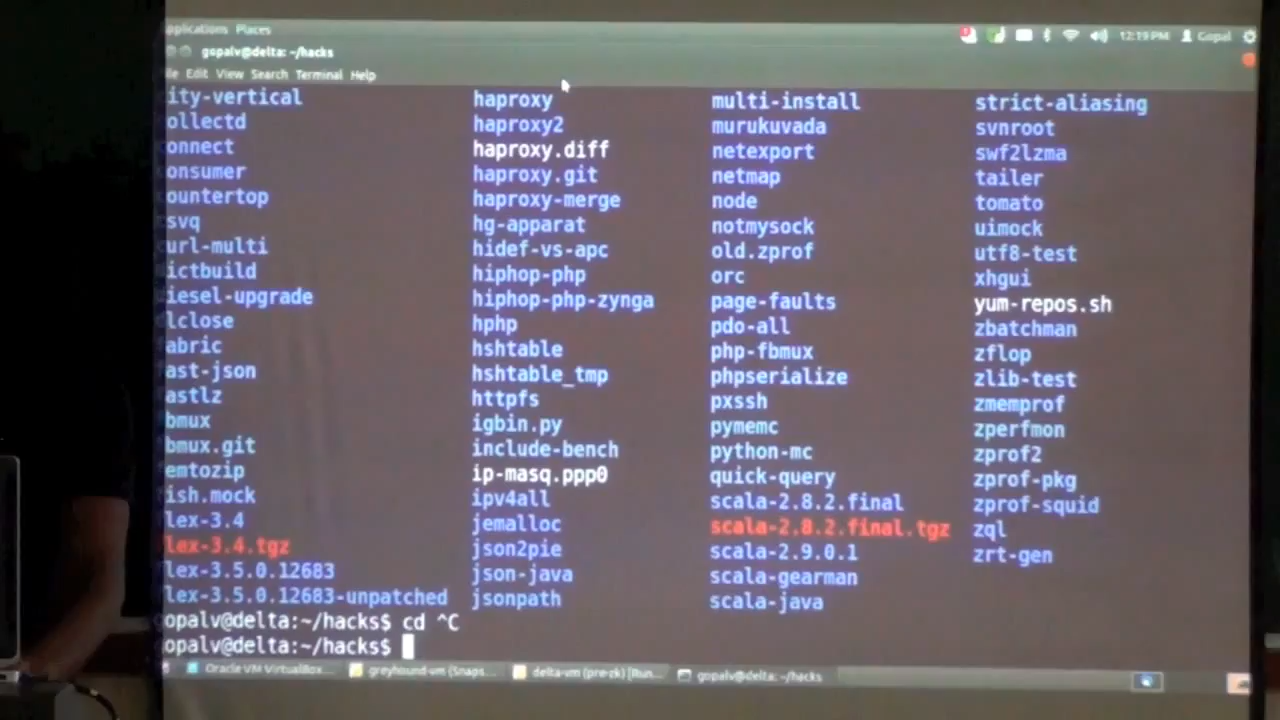 pplications Places 12:19 PM Gopal
gopalv@delta: ~/hacks
le Edit View Search Terminal Help
ity-vertical haproxy multi-install strict-aliasing
ollectd haproxy2 murukuvada svnroot
onnect haproxy.diff netexport swf2lzma
onsumer haproxy.git netmap tailer
ountertop haproxy-merge node tomato
svq hg-apparat notmysock uimock
url-multi hidef-vs-apc old.zprof utf8-test
ictbuild hiphop-php orc xhgui
iesel-upgrade hiphop-php-zynga page-faults yum-repos.sh
lclose hphp pdo-all zbatchman
abric hshtable php-fbmux zflop
ast-json hshtable_tmp phpserialize zlib-test
astlz httpfs pxssh zmemprof
bmux igbin.py pymemc zperfmon
bmux.git include-bench python-mc zprof2
emtozip ip-masq.ppp0 quick-query zprof-pkg
ish.mock ipv4all scala-2.8.2.final zprof-squid
lex-3.4 jemalloc scala-2.8.2.final.tgz zql
lex-3.4.tgz json2pie scala-2.9.0.1 zrt-gen
lex-3.5.0.12683 json-java scala-gearman
lex-3.5.0.12683-unpatched jsonpath scala-java
opalv@delta:~/hacks$ cd ^C
opalv@delta:~/hacks$
Oracle VM VirtualBox... greyhound-vm (Snaps... delta-vm (pre-zk) [Run... gopalv@delta: ~/hacks